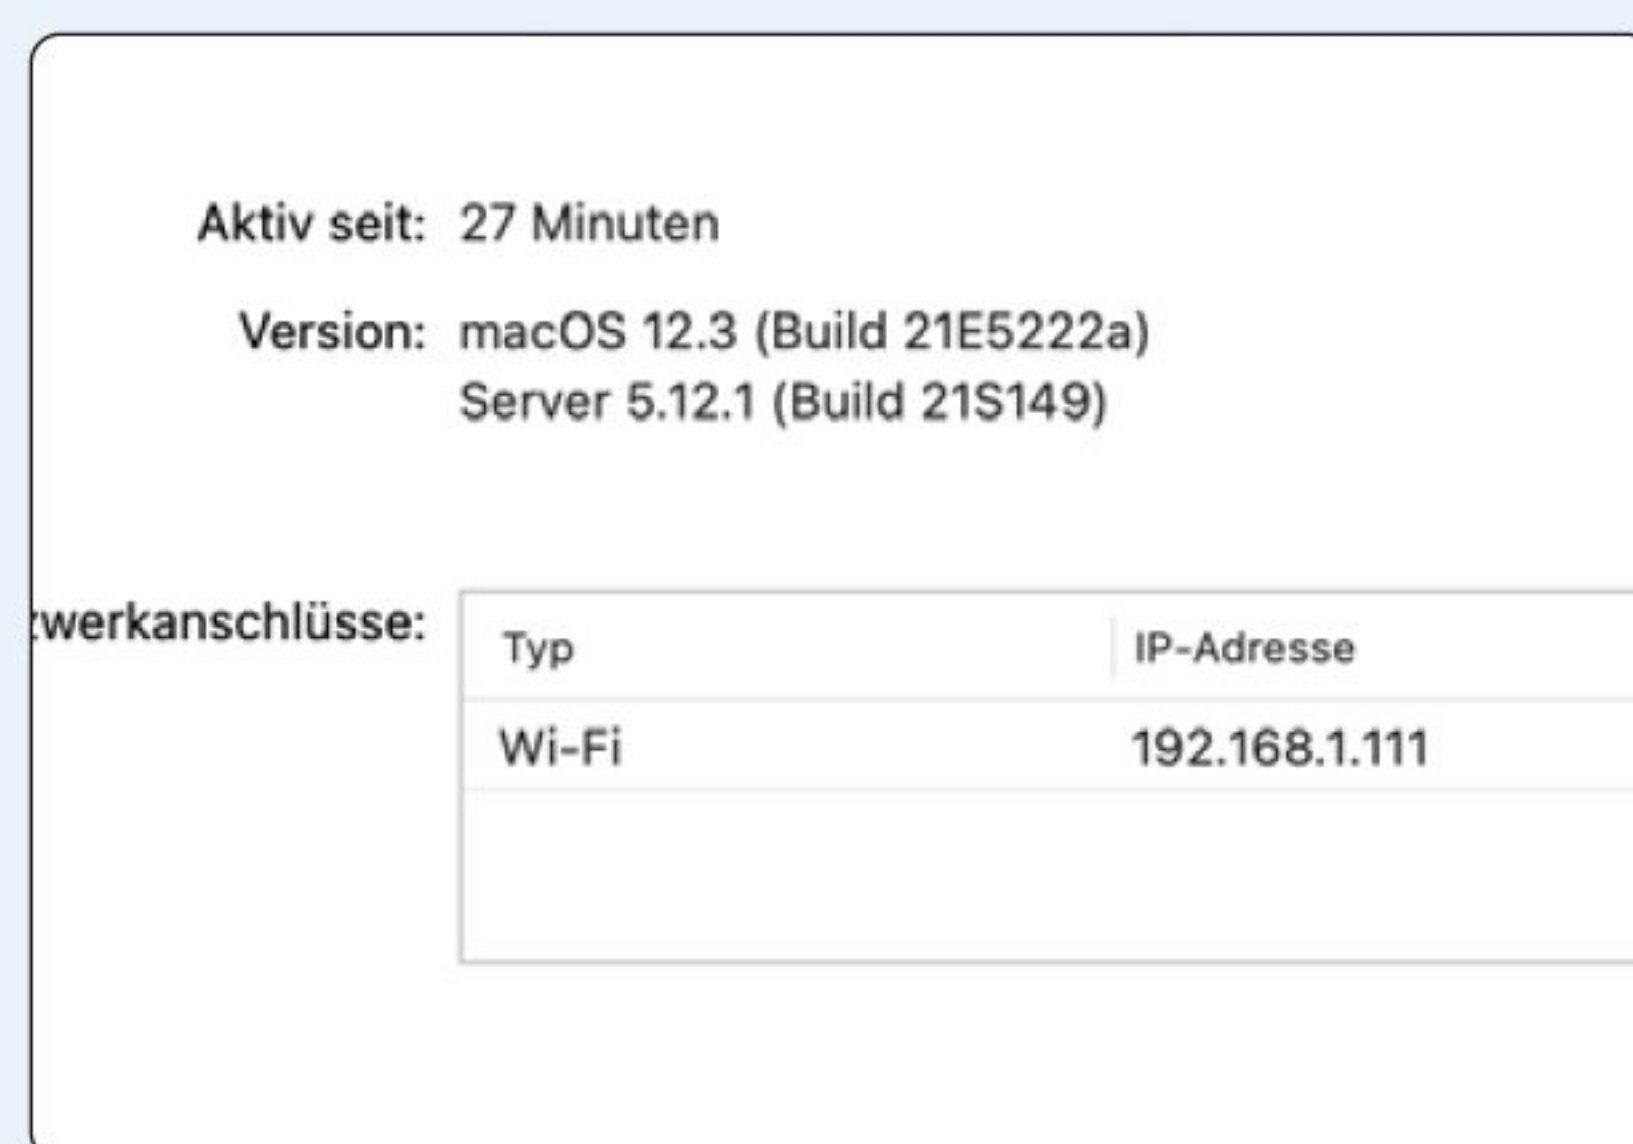 Aktiv seit: 27 Minuten
Version: macOS 12.3 (Build 21E5222a)
Server 5.12.1 (Build 21S149)
zwerkanschlüsse:
Typ IP-Adresse
Wi-Fi 192.168.1.111